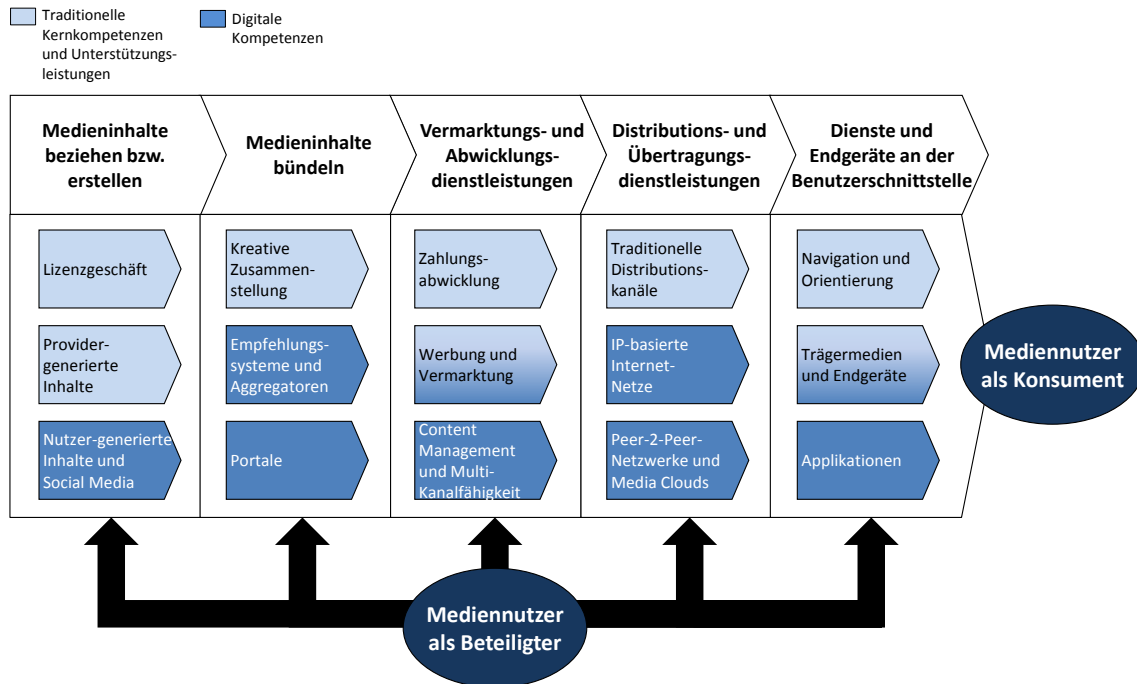 Traditionelle
Kernkompetenzen
und Unterstützungs-
leistungen
Digitale
Kompetenzen
Medieninhalte
beziehen bzw.
erstellen
Medieninhalte
bündeln
Vermarktungs- und
Abwicklungs-
dienstleistungen
Distributions- und
Übertragungs-
dienstleistungen
Dienste und
Endgeräte an der
Benutzerschnittstelle
Lizenzgeschäft
Kreative
Zusammen-
stellung
Zahlungs-
abwicklung
Traditionelle
Distributions-
kanäle
Navigation und
Orientierung
Provider-
generierte
Inhalte
Empfehlungs-
systeme und
Aggregatoren
Werbung und
Vermarktung
IP-basierte
Internet-
Netze
Trägermedien
und Endgeräte
Mediennutzer
als Konsument
Nutzer-generierte
Inhalte und
Social Media
Portale
Content
Management
und Multi-
Kanalfähigkeit
Peer-2-Peer-
Netzwerke und
Media Clouds
Applikationen
Mediennutzer
als Beteiligter